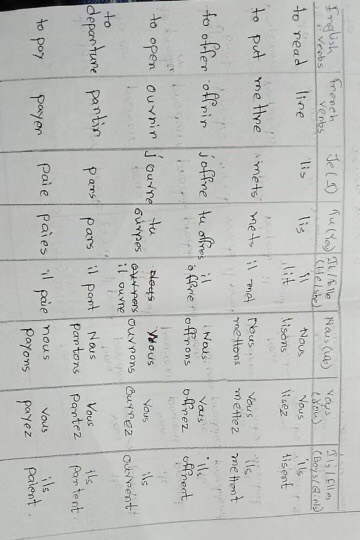 English verbs French verbs Je (I) Tu (You) Il/Elle (He/she) Nous (We) Vous (You) Ils/Elles (Boys/Girls)
to read lire lis lis il lit Nous lisons Vous lisez ils lisent
to put mettre mets mets il met Nous mettons Vous mettez ils mettent
to offer offrir j offre tu offres il offre Nous offrons Vous offrez ils offrent
to open ouvrir j ouvre tu ouvres il ouvre Nous ouvrons Vous ouvrez ils ouvrent
to departure partir pars pars il part Nous partons Vous partez ils partent
to pay payer paie paies il paie nous payons vous payez ils paient